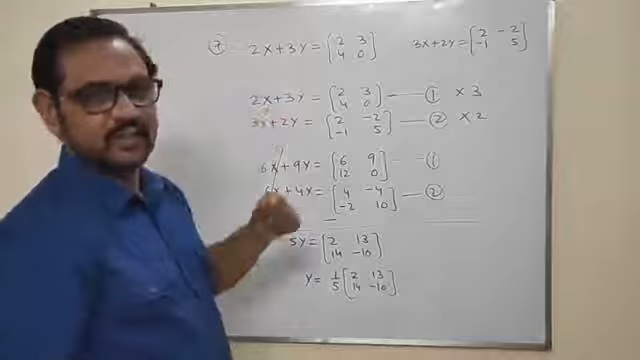 7 2X+3Y = [2 3 3X+2Y = [2 -2
4 0] -1 5]
2X+3Y = [2 3 — ① ×3
4 0]
3X+2Y = [2 -2 — ② ×2
-1 5]
6X+9Y = [6 9 — ①
12 0]
6X+4Y = [4 -4 — ②
-2 10]
5Y = [2 13
14 -10]
Y = 1/5 [2 13
14 -10]